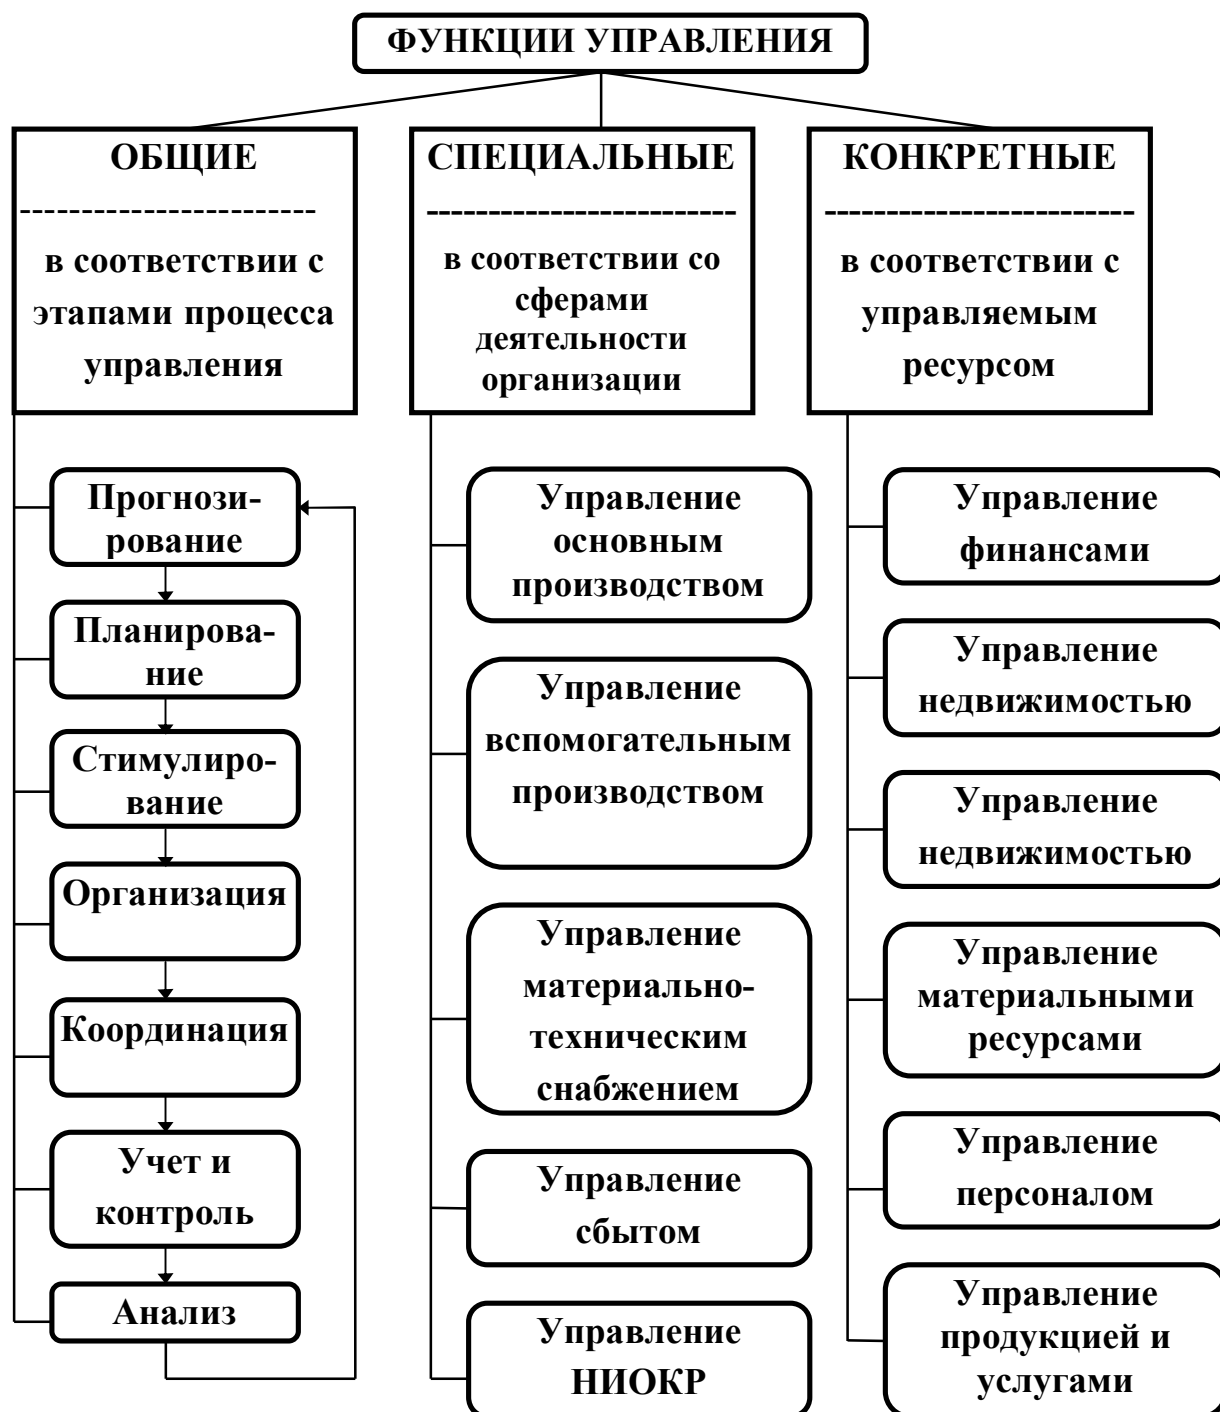 ФУНКЦИИ УПРАВЛЕНИЯ
ОБЩИЕ
-------------------------
в соответствии с
этапами процесса
управления
Прогнози-
рование
Планирова-
ние
Стимулиро-
вание
Организация
Координация
Учет и
контроль
Анализ
СПЕЦИАЛЬНЫЕ
-------------------------
в соответствии со
сферами
деятельности
организации
Управление
основным
производством
Управление
вспомогательным
производством
Управление
материально-
техническим
снабжением
Управление
сбытом
Управление
НИОКР
КОНКРЕТНЫЕ
-------------------------
в соответствии с
управляемым
ресурсом
Управление
финансами
Управление
недвижимостью
Управление
недвижимостью
Управление
материальными
ресурсами
Управление
персоналом
Управление
продукцией и
услугами